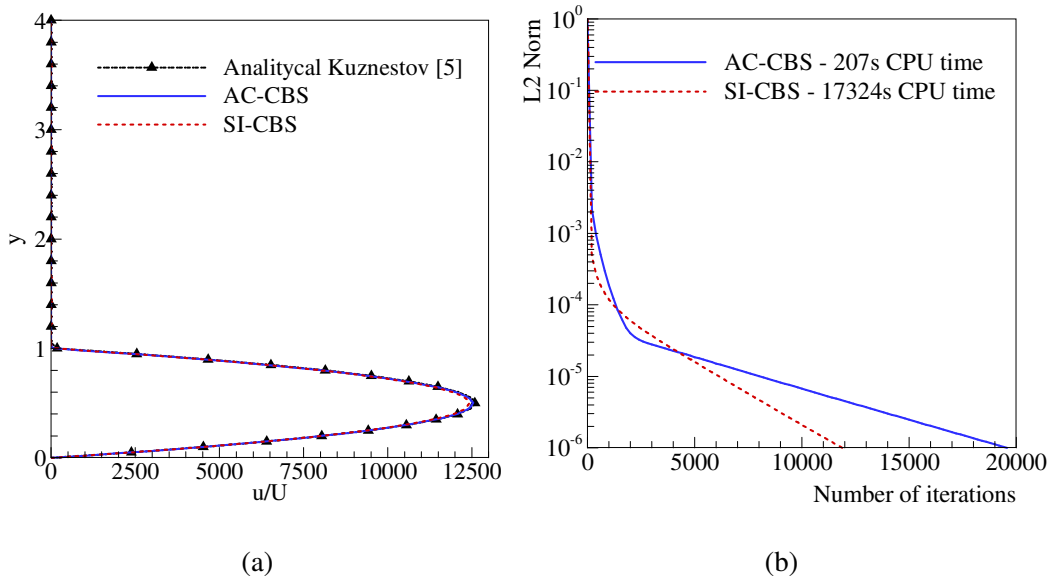 4
3
2
1
0
y
0
2500
5000
7500
10000
12500
u/U
Analitycal Kuznestov [5]
AC-CBS
SI-CBS
(a)
10^0
10^-1
10^-2
10^-3
10^-4
10^-5
10^-6
L2 Norn
0
5000
10000
15000
20000
Number of iterations
AC-CBS - 207s CPU time
SI-CBS - 17324s CPU time
(b)